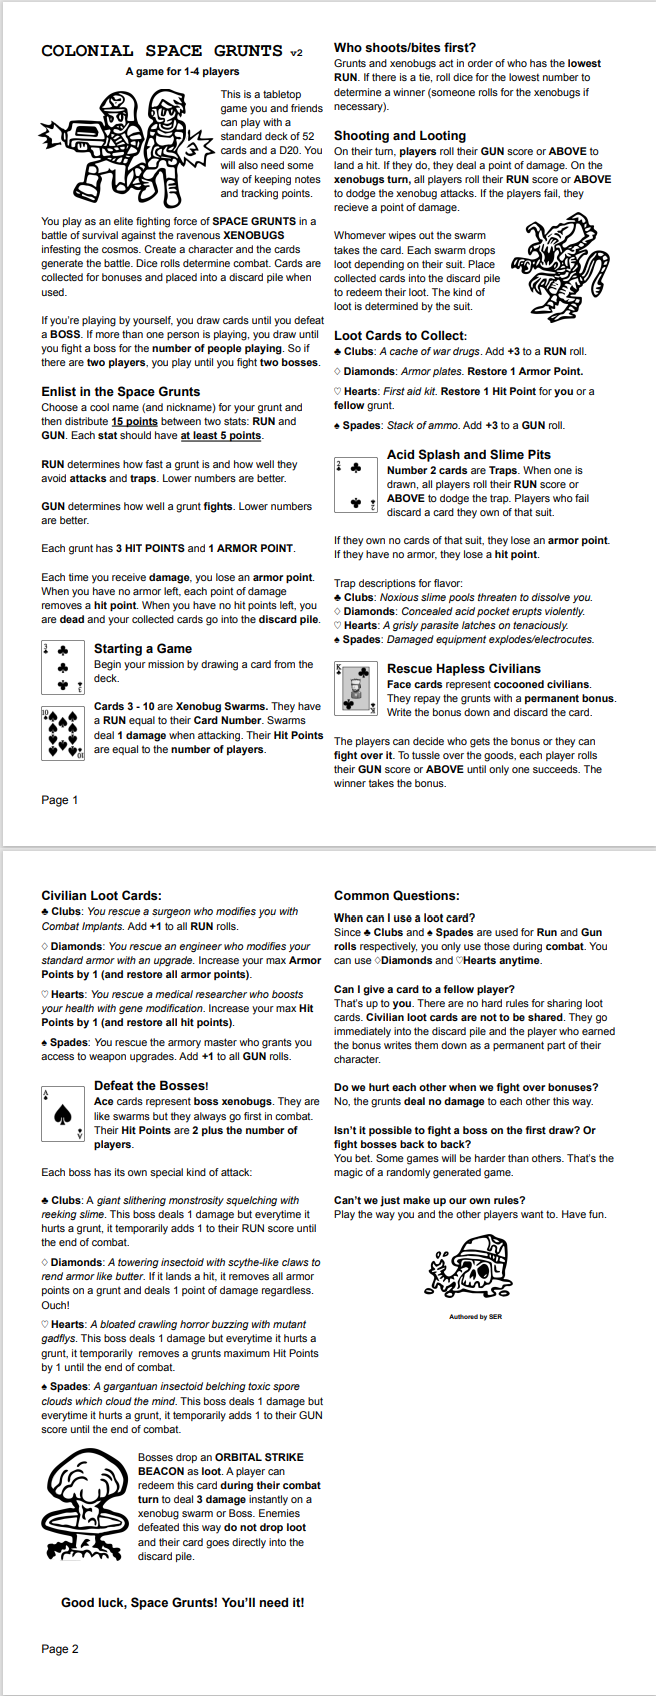 COLONIAL SPACE GRUNTS v2
A game for 1-4 players
This is a tabletop
game you and friends
can play with a
standard deck of 52
cards and a D20. You
will also need some
way of keeping notes
and tracking points.
You play as an elite fighting force of SPACE GRUNTS in a
battle of survival against the ravenous XENOBUGS
infesting the cosmos. Create a character and the cards
generate the battle. Dice rolls determine combat. Cards are
collected for bonuses and placed into a discard pile when
used.
If you're playing by yourself, you draw cards until you defeat
a BOSS. If more than one person is playing, you draw until
you fight a boss for the number of people playing. So if
there are two players, you play until you fight two bosses.
Enlist in the Space Grunts
Choose a cool name (and nickname) for your grunt and
then distribute 15 points between two stats: RUN and
GUN. Each stat should have at least 5 points.
RUN determines how fast a grunt is and how well they
avoid attacks and traps. Lower numbers are better.
GUN determines how well a grunt fights. Lower numbers
are better.
Each grunt has 3 HIT POINTS and 1 ARMOR POINT.
Each time you receive damage, you lose an armor point.
When you have no armor left, each point of damage
removes a hit point. When you have no hit points left, you
are dead and your collected cards go into the discard pile.
3 ♣
Starting a Game
Begin your mission by drawing a card from the
deck.
10 ♠
Cards 3 - 10 are Xenobug Swarms. They have
a RUN equal to their Card Number. Swarms
deal 1 damage when attacking. Their Hit Points
are equal to the number of players.
Page 1
Who shoots/bites first?
Grunts and xenobugs act in order of who has the lowest
RUN. If there is a tie, roll dice for the lowest number to
determine a winner (someone rolls for the xenobugs if
necessary).
Shooting and Looting
On their turn, players roll their GUN score or ABOVE to
land a hit. If they do, they deal a point of damage. On the
xenobugs turn, all players roll their RUN score or ABOVE
to dodge the xenobug attacks. If the players fail, they
recieve a point of damage.
Whomever wipes out the swarm
takes the card. Each swarm drops
loot depending on their suit. Place
collected cards into the discard pile
to redeem their loot. The kind of
loot is determined by the suit.
Loot Cards to Collect:
♣ Clubs: A cache of war drugs. Add +3 to a RUN roll.
♢ Diamonds: Armor plates. Restore 1 Armor Point.
♡ Hearts: First aid kit. Restore 1 Hit Point for you or a
fellow grunt.
♠ Spades: Stack of ammo. Add +3 to a GUN roll.
2 ♣
Acid Splash and Slime Pits
Number 2 cards are Traps. When one is
drawn, all players roll their RUN score or
ABOVE to dodge the trap. Players who fail
discard a card they own of that suit.
If they own no cards of that suit, they lose an armor point.
If they have no armor, they lose a hit point.
Trap descriptions for flavor:
♣ Clubs: Noxious slime pools threaten to dissolve you.
♢ Diamonds: Concealed acid pocket erupts violently.
♡ Hearts: A grisly parasite latches on tenaciously.
♠ Spades: Damaged equipment explodes/electrocutes.
K ♣
Rescue Hapless Civilians
Face cards represent cocooned civilians.
They repay the grunts with a permanent bonus.
Write the bonus down and discard the card.
The players can decide who gets the bonus or they can
fight over it. To tussle over the goods, each player rolls
their GUN score or ABOVE until only one succeeds. The
winner takes the bonus.
Civilian Loot Cards:
♣ Clubs: You rescue a surgeon who modifies you with
Combat Implants. Add +1 to all RUN rolls.
♢ Diamonds: You rescue an engineer who modifies your
standard armor with an upgrade. Increase your max Armor
Points by 1 (and restore all armor points).
♡ Hearts: You rescue a medical researcher who boosts
your health with gene modification. Increase your max Hit
Points by 1 (and restore all hit points).
♠ Spades: You rescue the armory master who grants you
access to weapon upgrades. Add +1 to all GUN rolls.
A ♠
Defeat the Bosses!
Ace cards represent boss xenobugs. They are
like swarms but they always go first in combat.
Their Hit Points are 2 plus the number of
players.
Each boss has its own special kind of attack:
♣ Clubs: A giant slithering monstrosity squelching with
reeking slime. This boss deals 1 damage but everytime it
hurts a grunt, it temporarily adds 1 to their RUN score until
the end of combat.
♢ Diamonds: A towering insectoid with scythe-like claws to
rend armor like butter. If it lands a hit, it removes all armor
points on a grunt and deals 1 point of damage regardless.
Ouch!
♡ Hearts: A bloated crawling horror buzzing with mutant
gadflys. This boss deals 1 damage but everytime it hurts a
grunt, it temporarily removes a grunts maximum Hit Points
by 1 until the end of combat.
♠ Spades: A gargantuan insectoid belching toxic spore
clouds which cloud the mind. This boss deals 1 damage but
everytime it hurts a grunt, it temporarily adds 1 to their GUN
score until the end of combat.
Bosses drop an ORBITAL STRIKE
BEACON as loot. A player can
redeem this card during their combat
turn to deal 3 damage instantly on a
xenobug swarm or Boss. Enemies
defeated this way do not drop loot
and their card goes directly into the
discard pile.
Good luck, Space Grunts! You'll need it!
Page 2
Common Questions:
When can I use a loot card?
Since ♣ Clubs and ♠ Spades are used for Run and Gun
rolls respectively, you only use those during combat. You
can use ♢Diamonds and ♡Hearts anytime.
Can I give a card to a fellow player?
That's up to you. There are no hard rules for sharing loot
cards. Civilian loot cards are not to be shared. They go
immediately into the discard pile and the player who earned
the bonus writes them down as a permanent part of their
character.
Do we hurt each other when we fight over bonuses?
No, the grunts deal no damage to each other this way.
Isn't it possible to fight a boss on the first draw? Or
fight bosses back to back?
You bet. Some games will be harder than others. That's the
magic of a randomly generated game.
Can't we just make up our own rules?
Play the way you and the other players want to. Have fun.
Authored by SER